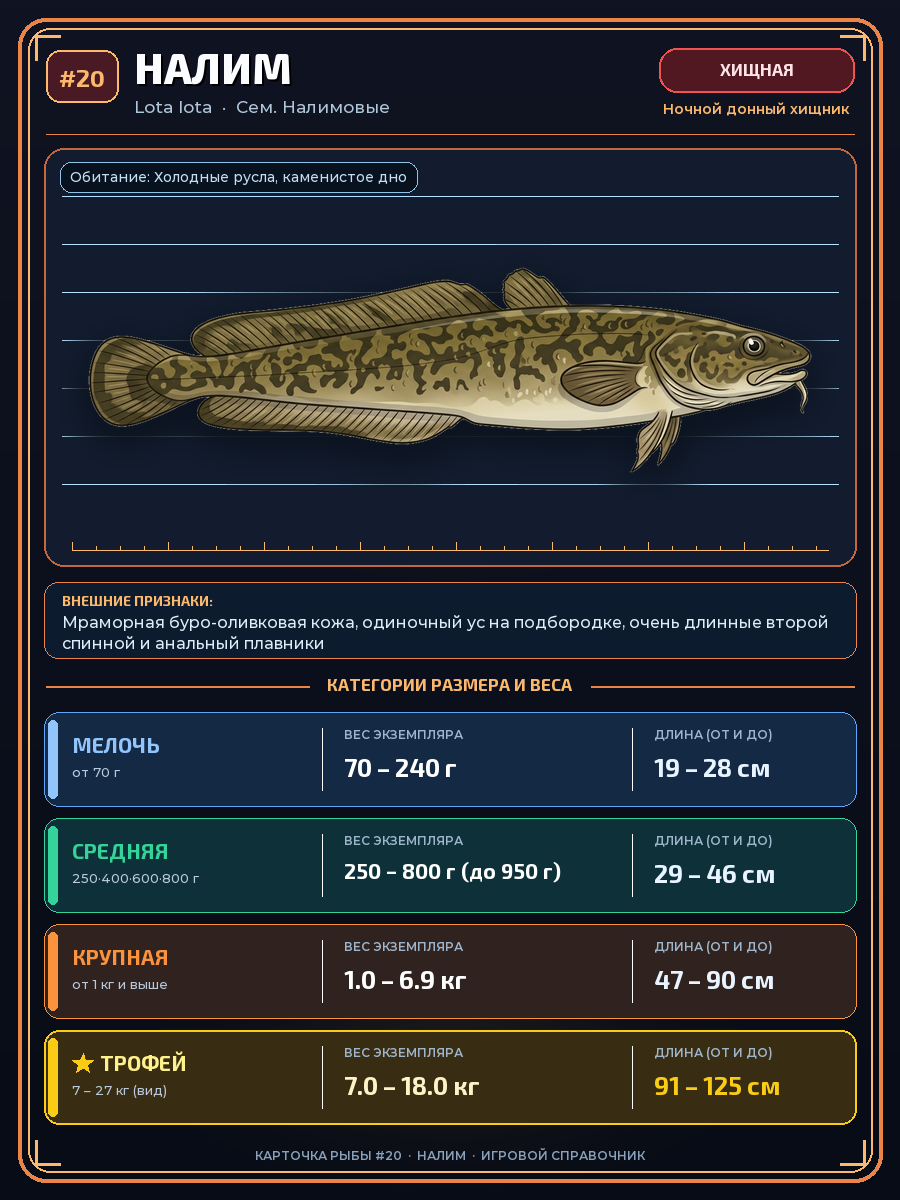 #20
НАЛИМ
Lota lota · Сем. Налимовые
ХИЩНАЯ
Ночной донный хищник
Обитание: Холодные русла, каменистое дно
ВНЕШНИЕ ПРИЗНАКИ:
Мраморная буро-оливковая кожа, одиночный ус на подбородке, очень длинные второй
спинной и анальный плавники
КАТЕГОРИИ РАЗМЕРА И ВЕСА
МЕЛОЧЬ
от 70 г
ВЕС ЭКЗЕМПЛЯРА
70 – 240 г
ДЛИНА (ОТ И ДО)
19 – 28 см
СРЕДНЯЯ
250·400·600·800 г
ВЕС ЭКЗЕМПЛЯРА
250 – 800 г (до 950 г)
ДЛИНА (ОТ И ДО)
29 – 46 см
КРУПНАЯ
от 1 кг и выше
ВЕС ЭКЗЕМПЛЯРА
1.0 – 6.9 кг
ДЛИНА (ОТ И ДО)
47 – 90 см
ТРОФЕЙ
7 – 27 кг (вид)
ВЕС ЭКЗЕМПЛЯРА
7.0 – 18.0 кг
ДЛИНА (ОТ И ДО)
91 – 125 см
КАРТОЧКА РЫБЫ #20 · НАЛИМ · ИГРОВОЙ СПРАВОЧНИК